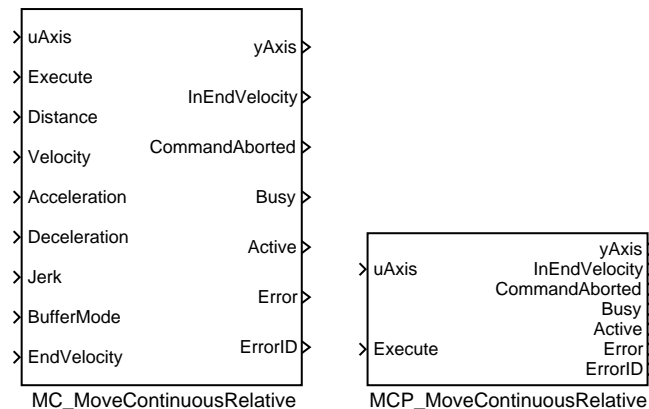 uAxis
Execute
Distance
Velocity
Acceleration
Deceleration
Jerk
BufferMode
EndVelocity
yAxis
InEndVelocity
CommandAborted
Busy
Active
Error
ErrorID
MC_MoveContinuousRelative
uAxis
Execute
yAxis
InEndVelocity
CommandAborted
Busy
Active
Error
ErrorID
MCP_MoveContinuousRelative